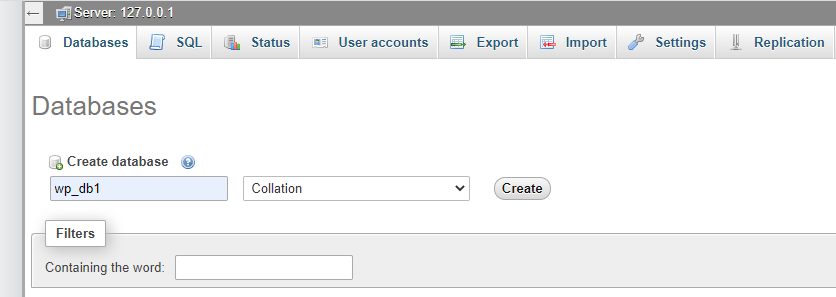 Server: 127.0.0.1
Databases SQL Status User accounts Export Import Settings Replication
Databases
Create database
wp_db1 Collation Create
Filters
Containing the word: